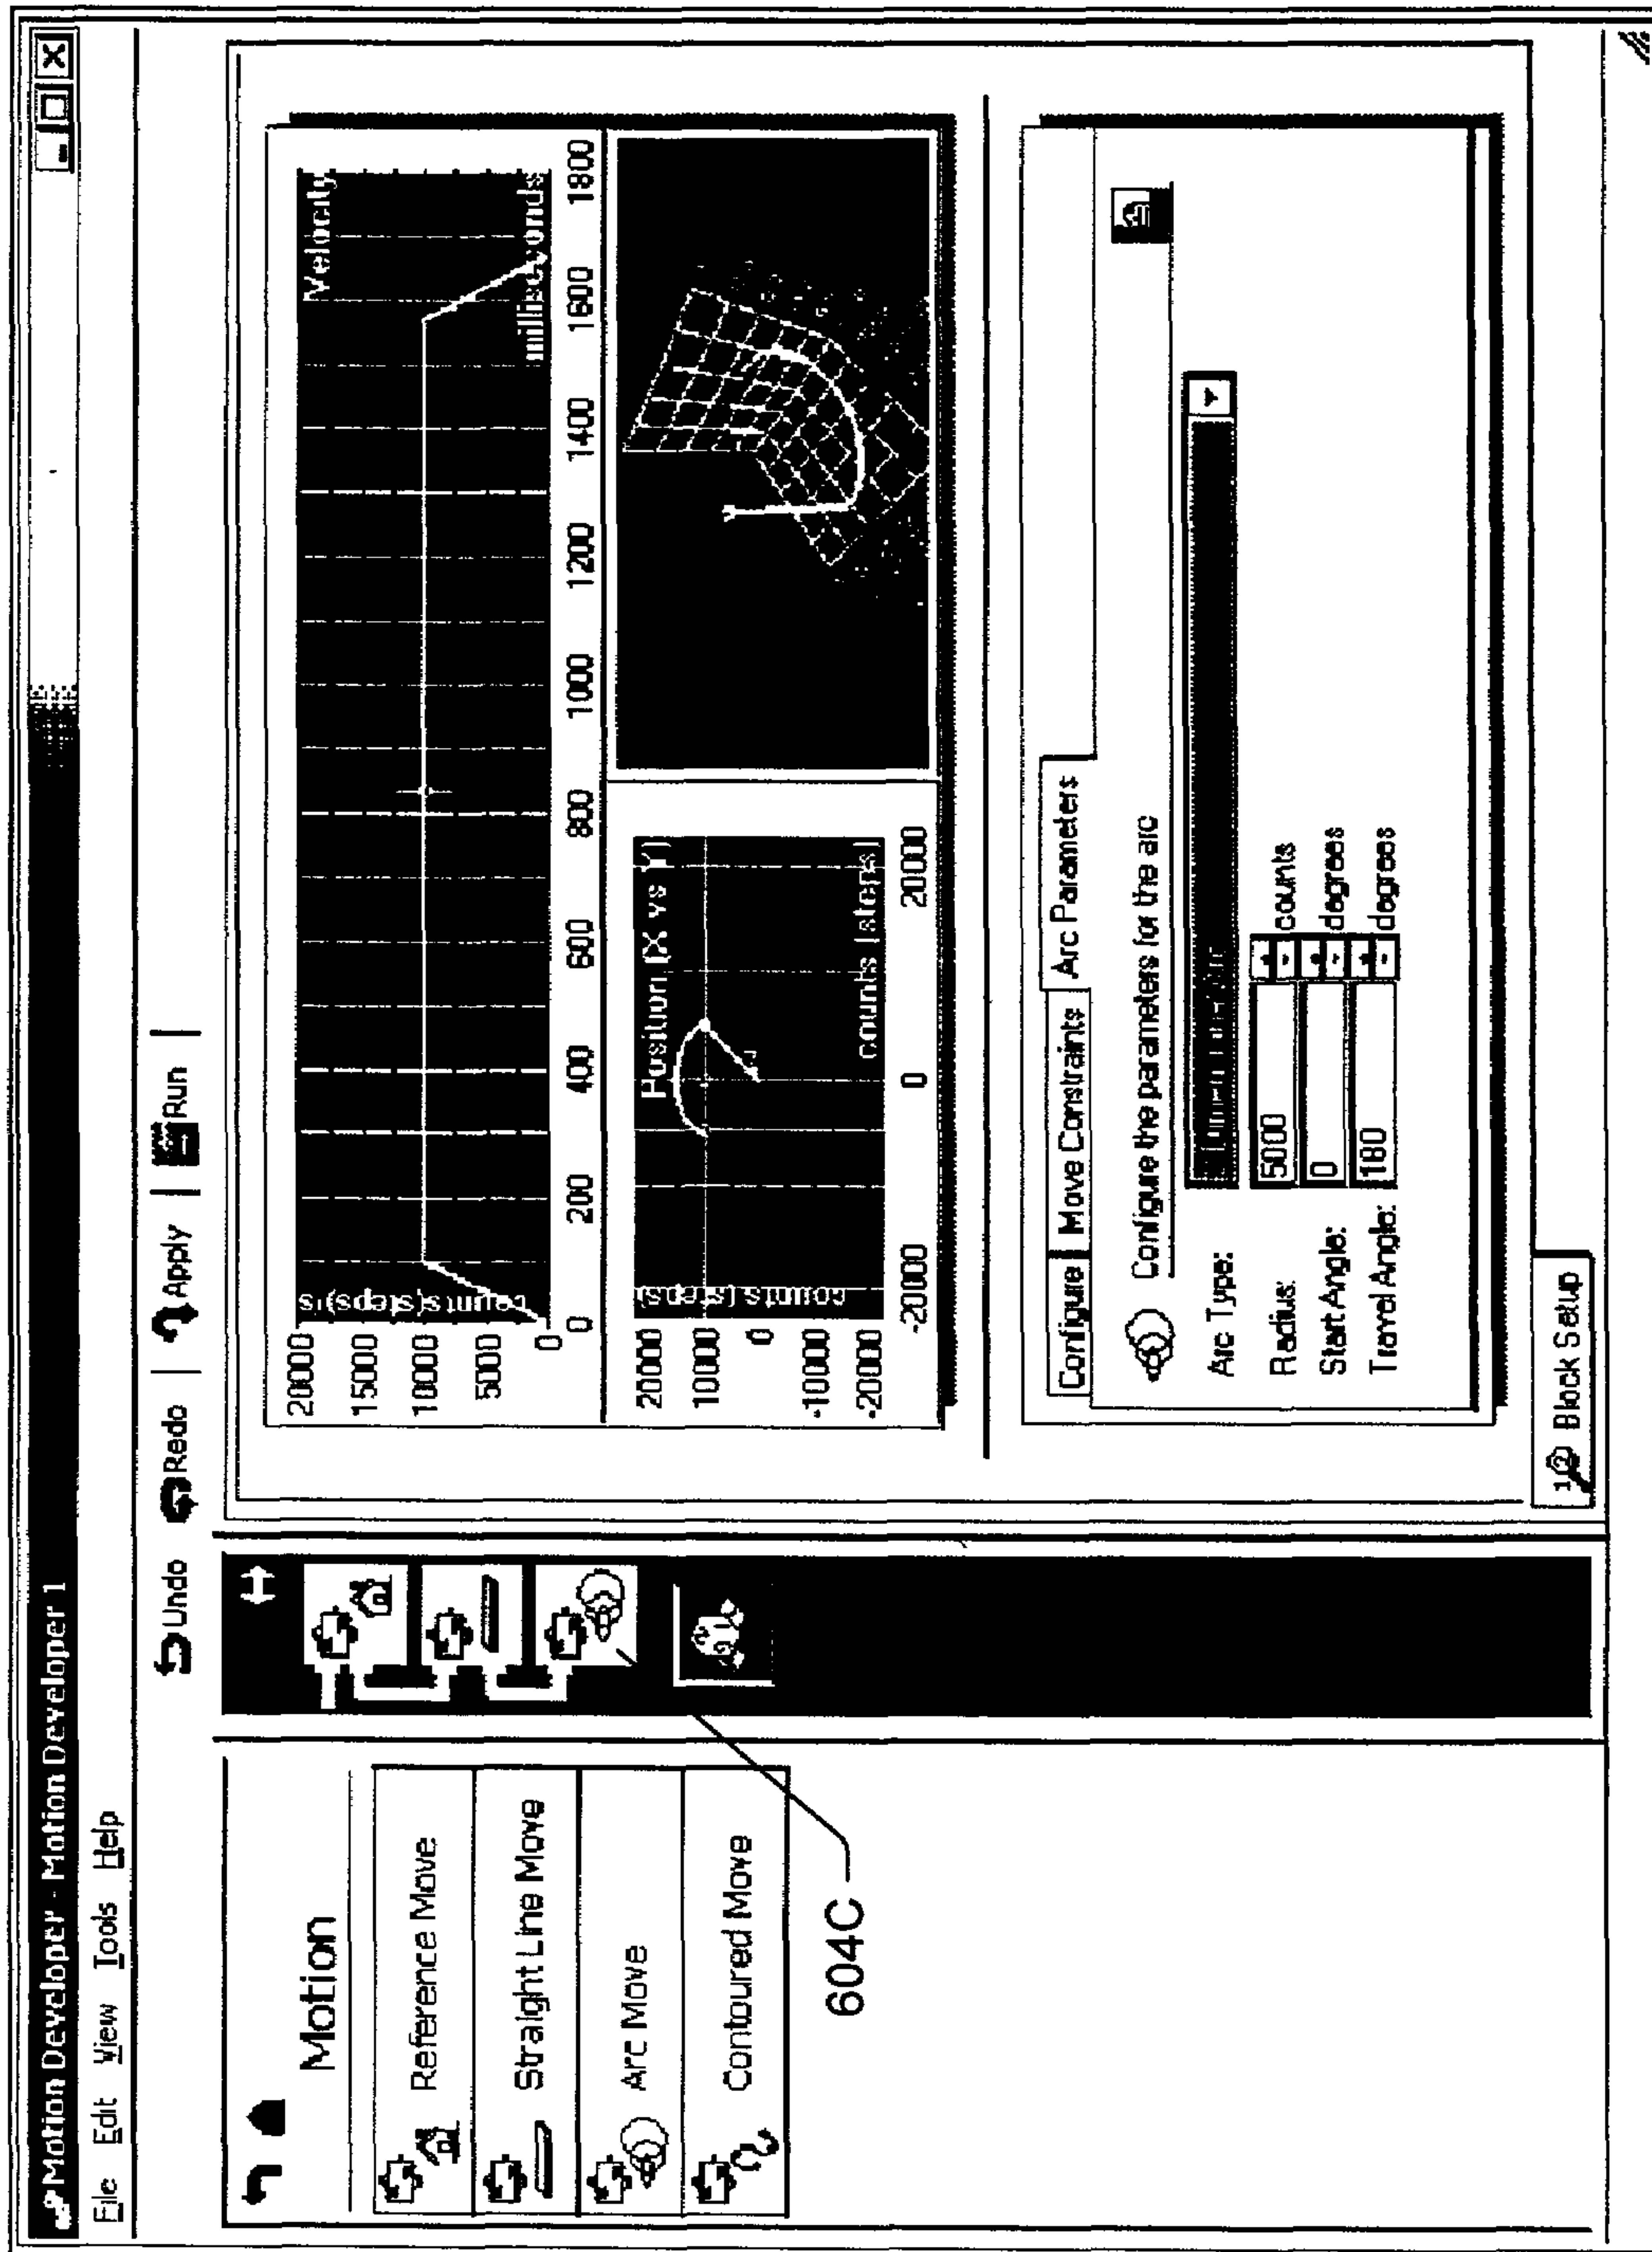 Motion Developer - Motion Developer 1
File Edit View Tools Help
Undo Redo Apply Run
Motion
Reference Move
Straight Line Move
Arc Move
Contoured Move
604C
Velocity
20000
15000
10000
5000
0
counts(steps)/s
milliseconds
0 200 400 600 800 1000 1200 1400 1600 1800
Position (X vs Y)
20000
10000
0
-10000
-20000
counts (steps)
counts (steps)
-20000 0 20000
Configure Move Constraints Arc Parameters
Configure the parameters for the arc
Arc Type:
Radius: 5000 counts
Start Angle: 0 degrees
Travel Angle: 180 degrees
Block Setup